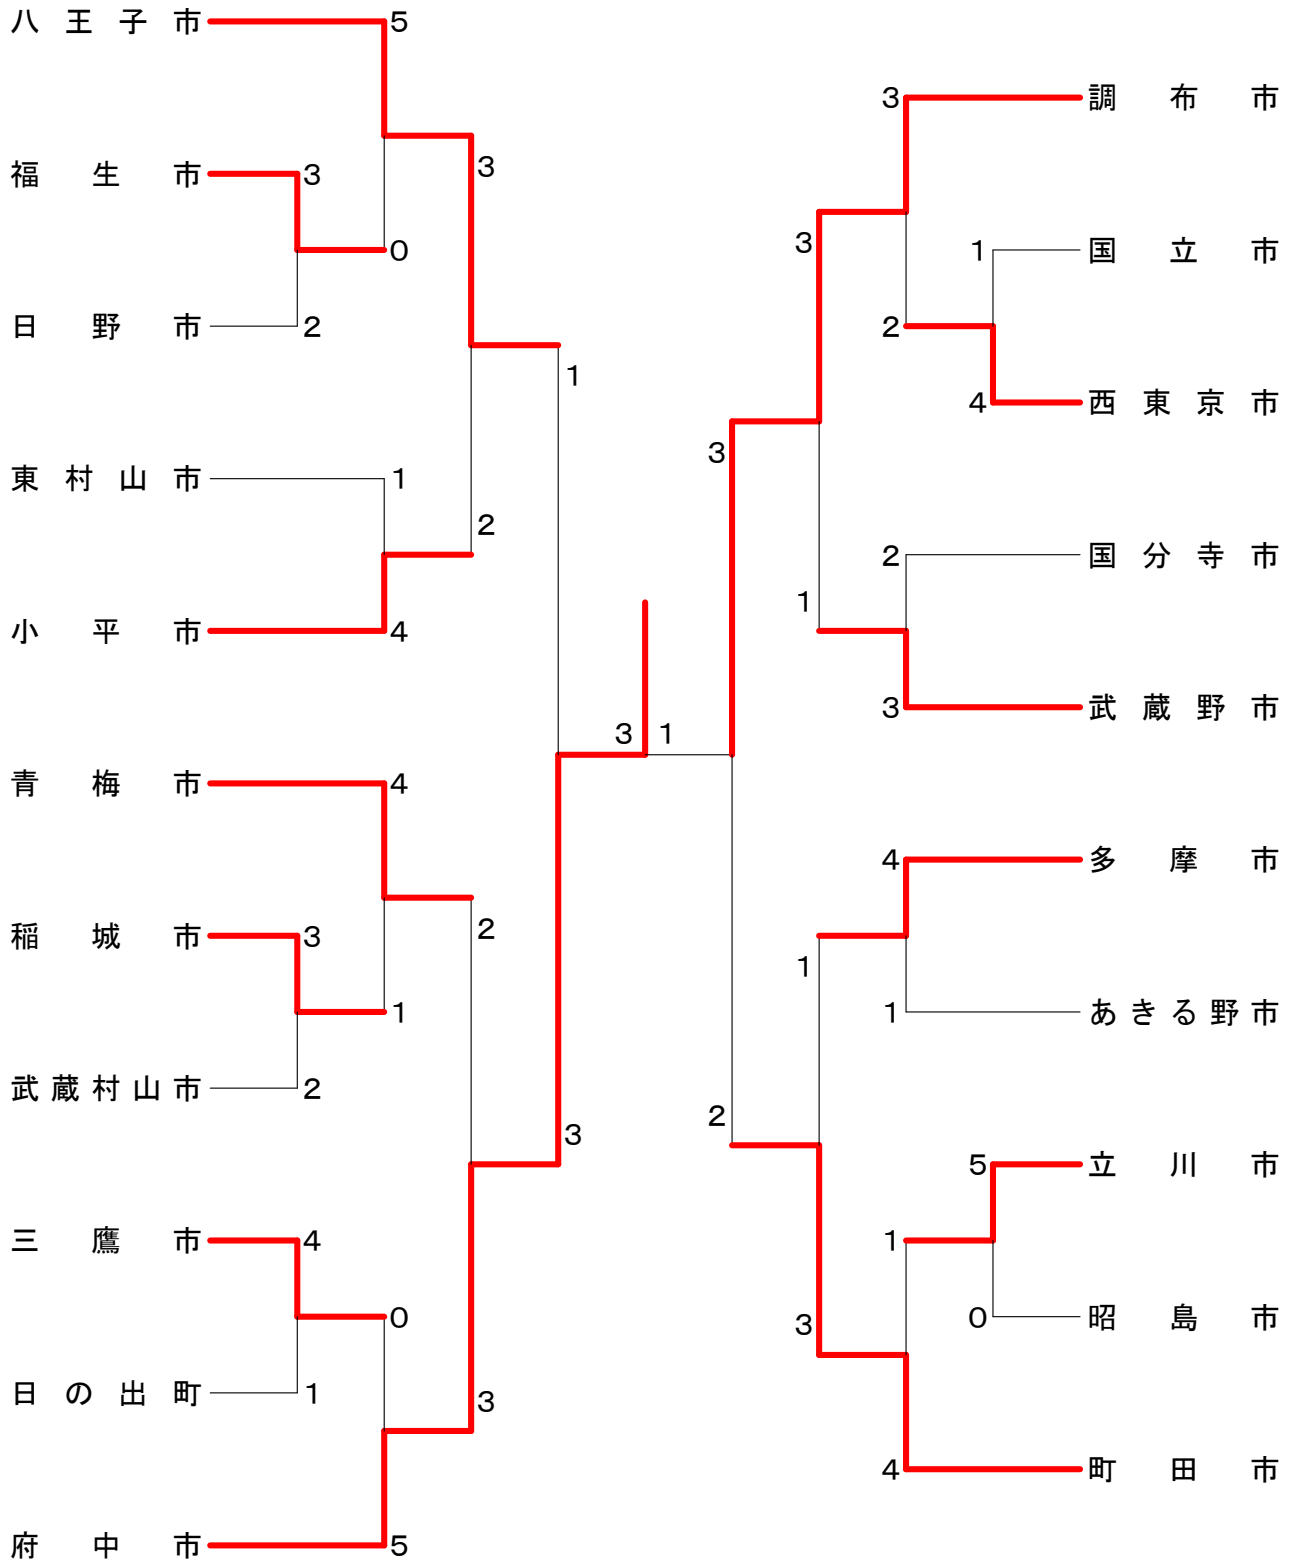 八王子市
5
3
福生市
3
0
日野市
2
1
東村山市
1
2
小平市
4
青梅市
4
2
稲城市
3
1
武蔵村山市
2
3
三鷹市
4
0
日の出町
1
3
府中市
5
3
1
3
調布市
3
1
国立市
2
4
西東京市
3
2
国分寺市
1
3
武蔵野市
4
多摩市
1
1
あきる野市
2
5
立川市
1
0
昭島市
3
4
町田市